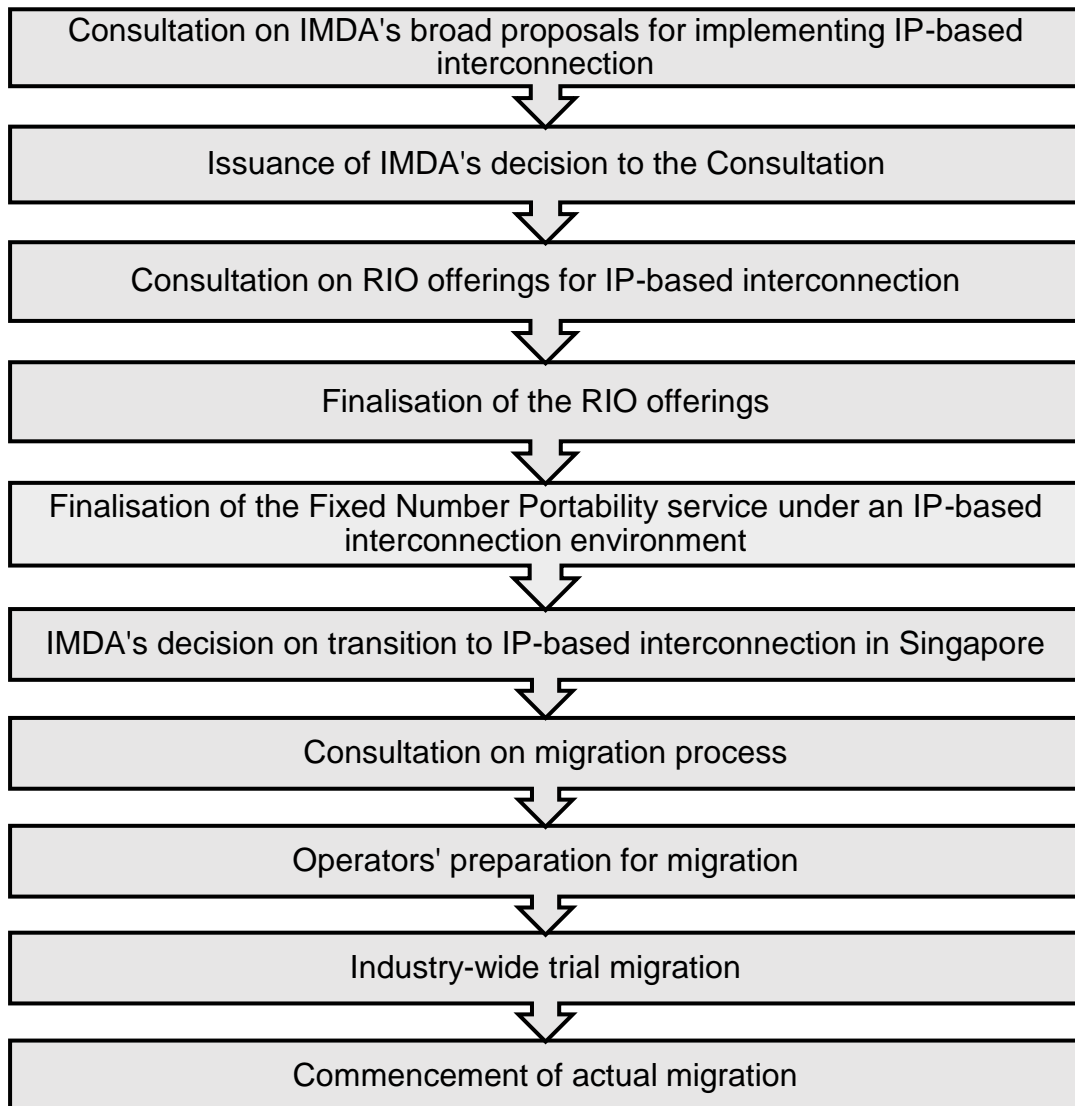 Consultation on IMDA's broad proposals for implementing IP-based
interconnection
Issuance of IMDA's decision to the Consultation
Consultation on RIO offerings for IP-based interconnection
Finalisation of the RIO offerings
Finalisation of the Fixed Number Portability service under an IP-based
interconnection environment
IMDA's decision on transition to IP-based interconnection in Singapore
Consultation on migration process
Operators' preparation for migration
Industry-wide trial migration
Commencement of actual migration